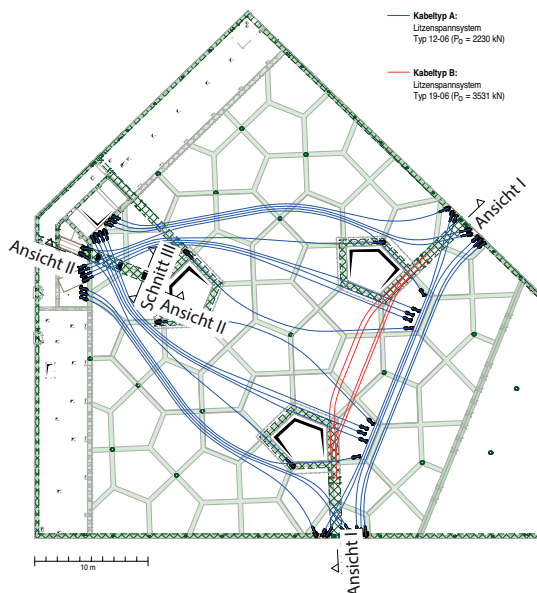 Kabeltyp A:
Litzenspannsystem
Typ 12-06 (P₀ = 2230 kN)
Kabeltyp B:
Litzenspannsystem
Typ 19-06 (P₀ = 3531 kN)
Ansicht I
Ansicht II
Schnitt III
Ansicht II
10 m
Ansicht I